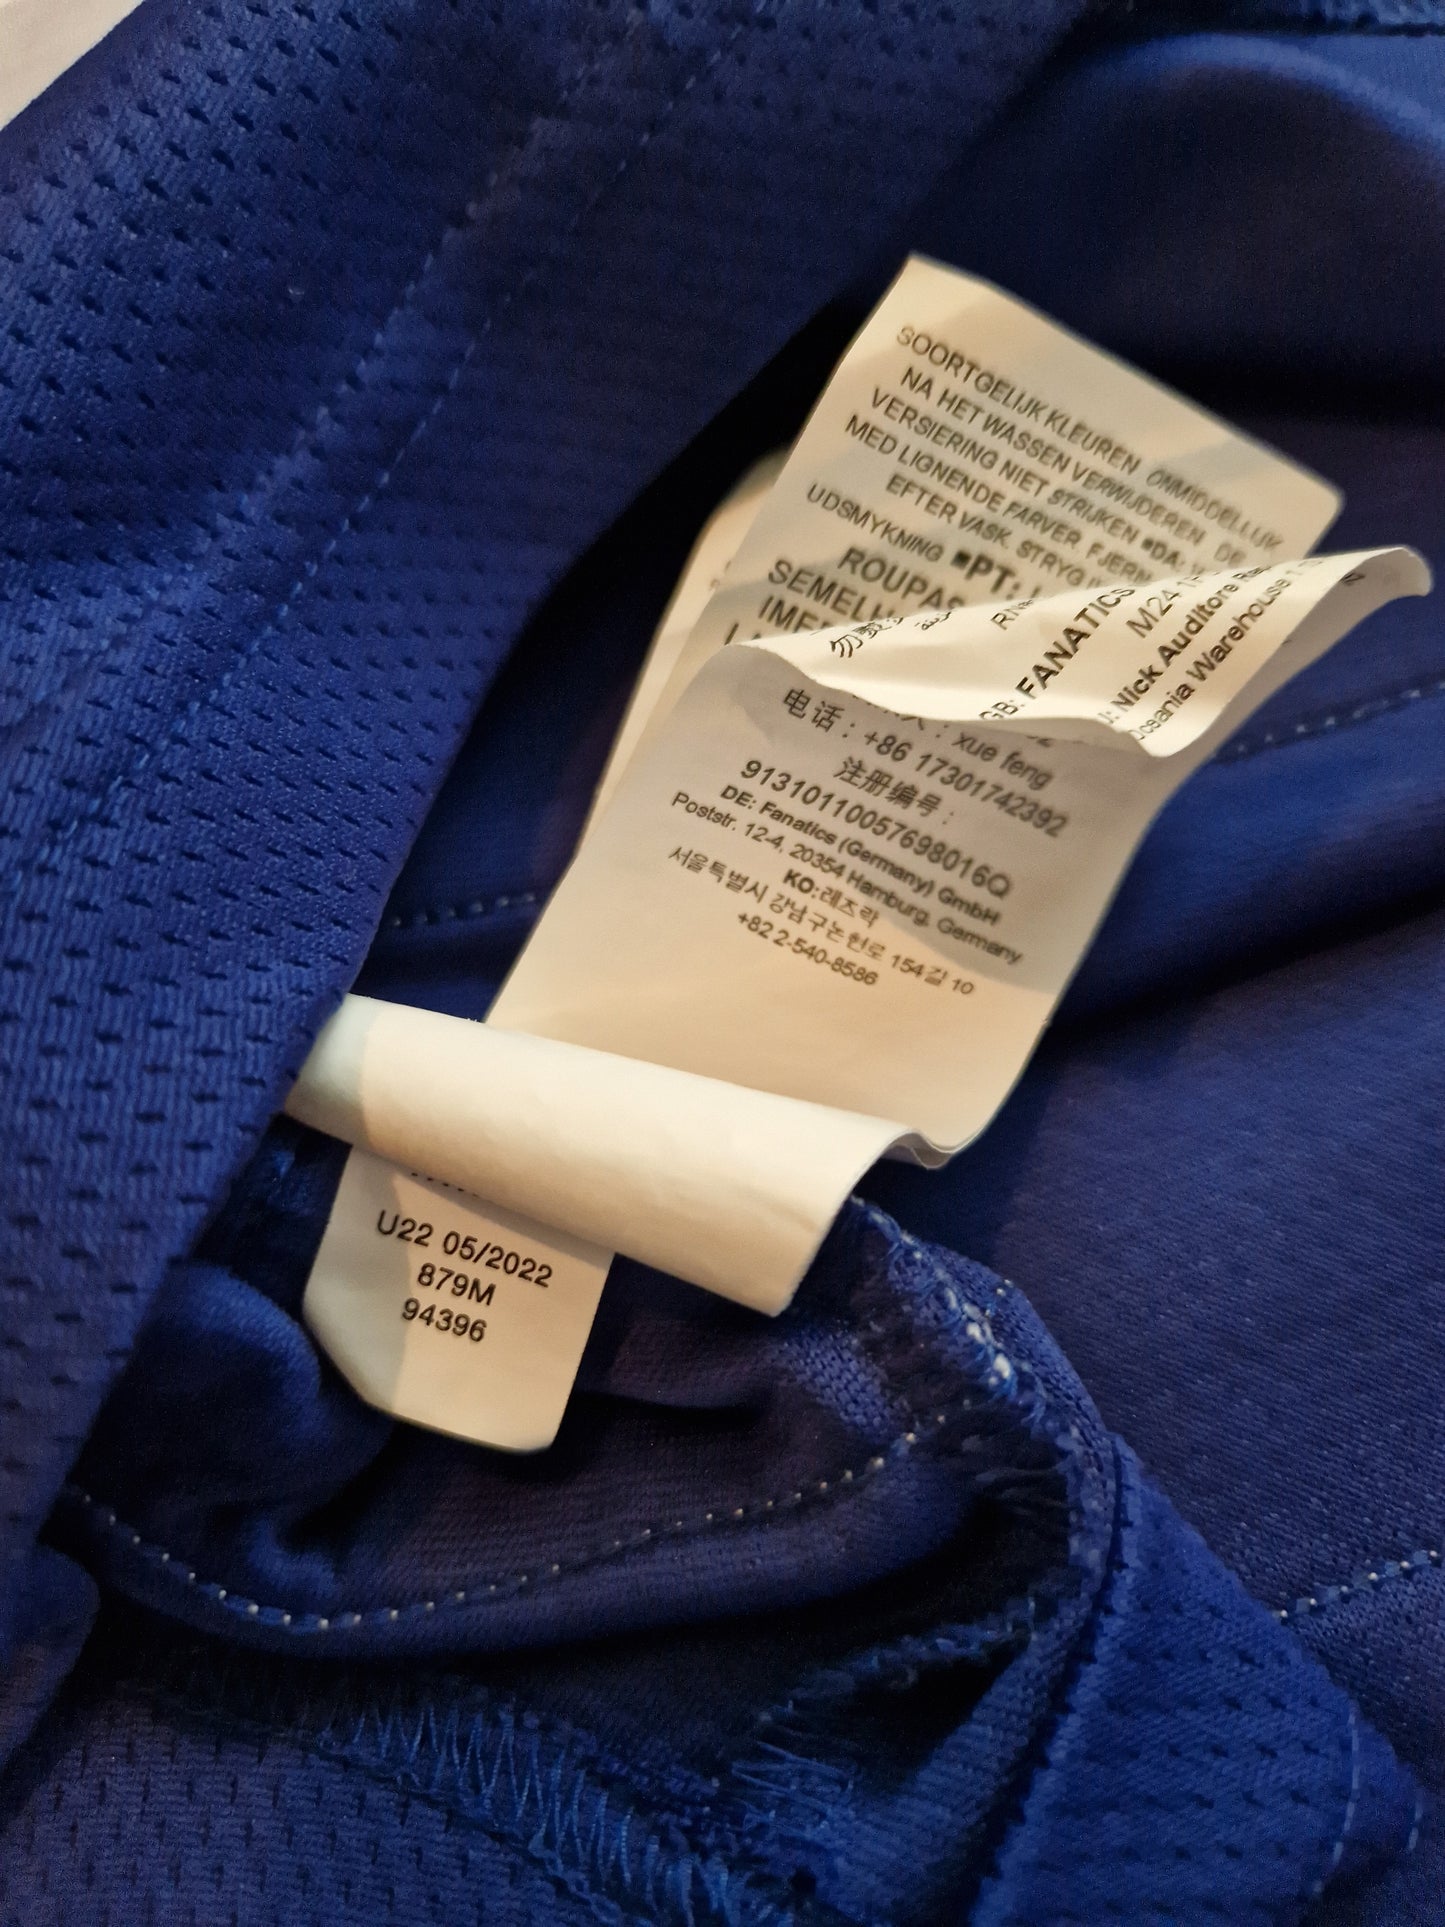 SOORTGELIJK KLEUREN ONMIDDELLIJK
NA HET WASSEN VERWIJDEREN DE
VERSIERING NIET STRIJKEN ■DA:
MED LIGNENDE FARVER. FJERN
EFTER VASK. STRYG
UDSMYKNING ■PT:
ROUPAS
GB: FANATICS
M24
Nick Auditore
Warehouse
电话：+86 17301742392
xue feng
注册编号：
91310110057698016Q
DE: Fanatics (Germany) GmbH
Poststr. 12-4, 20354 Hamburg, Germany
KO:레즈락
서울특별시 강남구논현로 154길 10
+82 2-540-8586
U22 05/2022
879M
94396